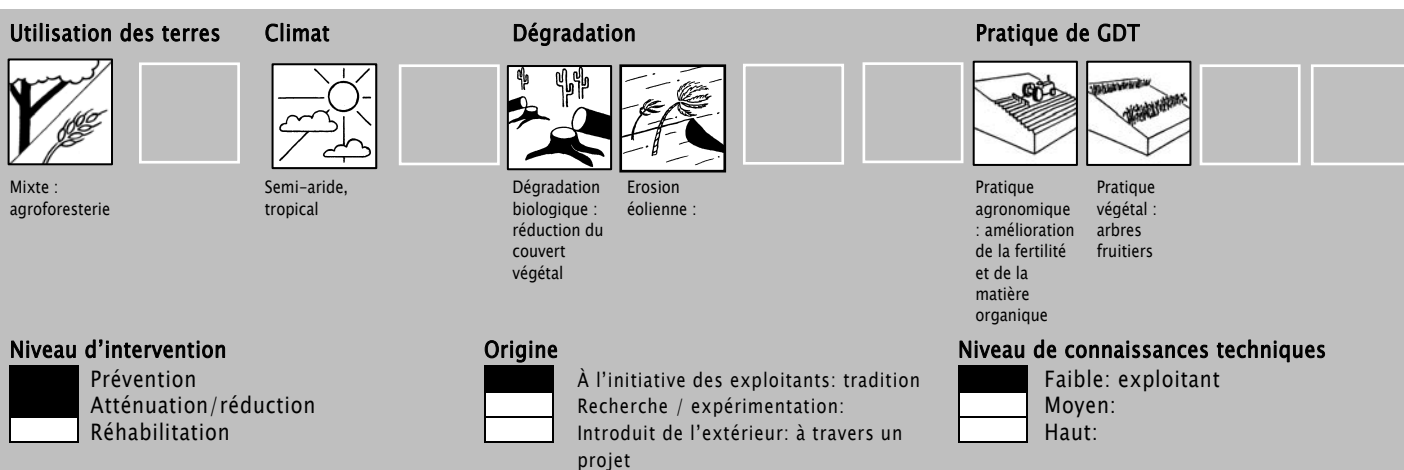 Utilisation des terres
Climat
Dégradation
Pratique de GDT
Mixte :
agroforesterie
Semi-aride,
tropical
Dégradation
biologique :
réduction du
couvert
végétal
Erosion
éolienne :
Pratique
agronomique
: amélioration
de la fertilité
et de la
matière
organique
Pratique
végétal :
arbres
fruitiers
Niveau d'intervention
Prévention
Atténuation/réduction
Réhabilitation
Origine
À l'initiative des exploitants: tradition
Recherche / expérimentation:
Introduit de l'extérieur: à travers un
projet
Niveau de connaissances techniques
Faible: exploitant
Moyen:
Haut: